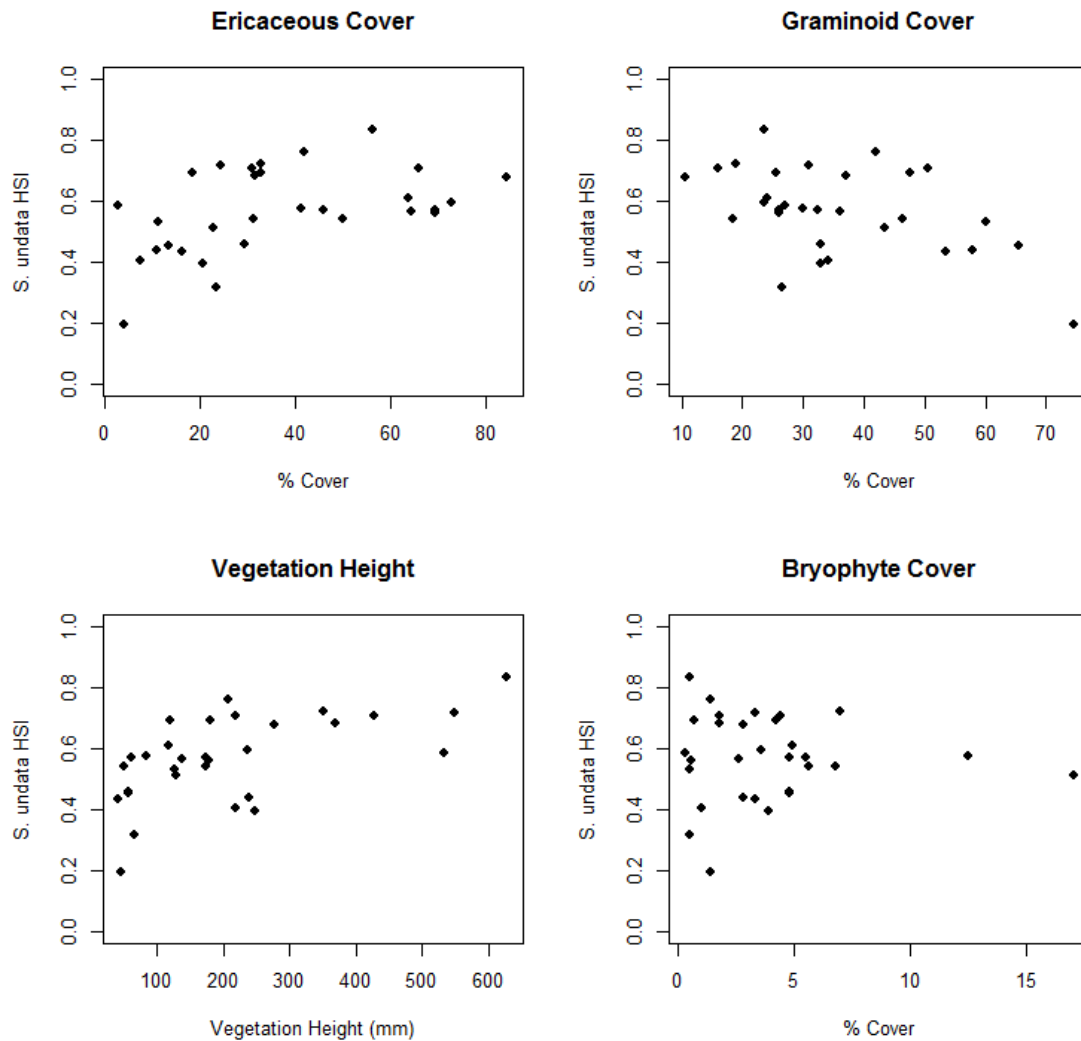 Ericaceous Cover
S. undata HSI
0.0 0.2 0.4 0.6 0.8 1.0
0 20 40 60 80
% Cover
Graminoid Cover
S. undata HSI
0.0 0.2 0.4 0.6 0.8 1.0
10 20 30 40 50 60 70
% Cover
Vegetation Height
S. undata HSI
0.0 0.2 0.4 0.6 0.8 1.0
100 200 300 400 500 600
Vegetation Height (mm)
Bryophyte Cover
S. undata HSI
0.0 0.2 0.4 0.6 0.8 1.0
0 5 10 15
% Cover